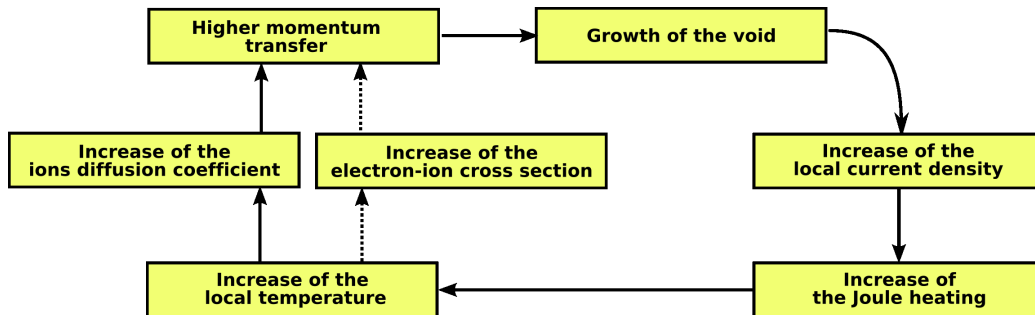 Higher momentum
transfer
Growth of the void
Increase of the
ions diffusion coefficient
Increase of the
electron-ion cross section
Increase of the
local current density
Increase of the
local temperature
Increase of
the Joule heating